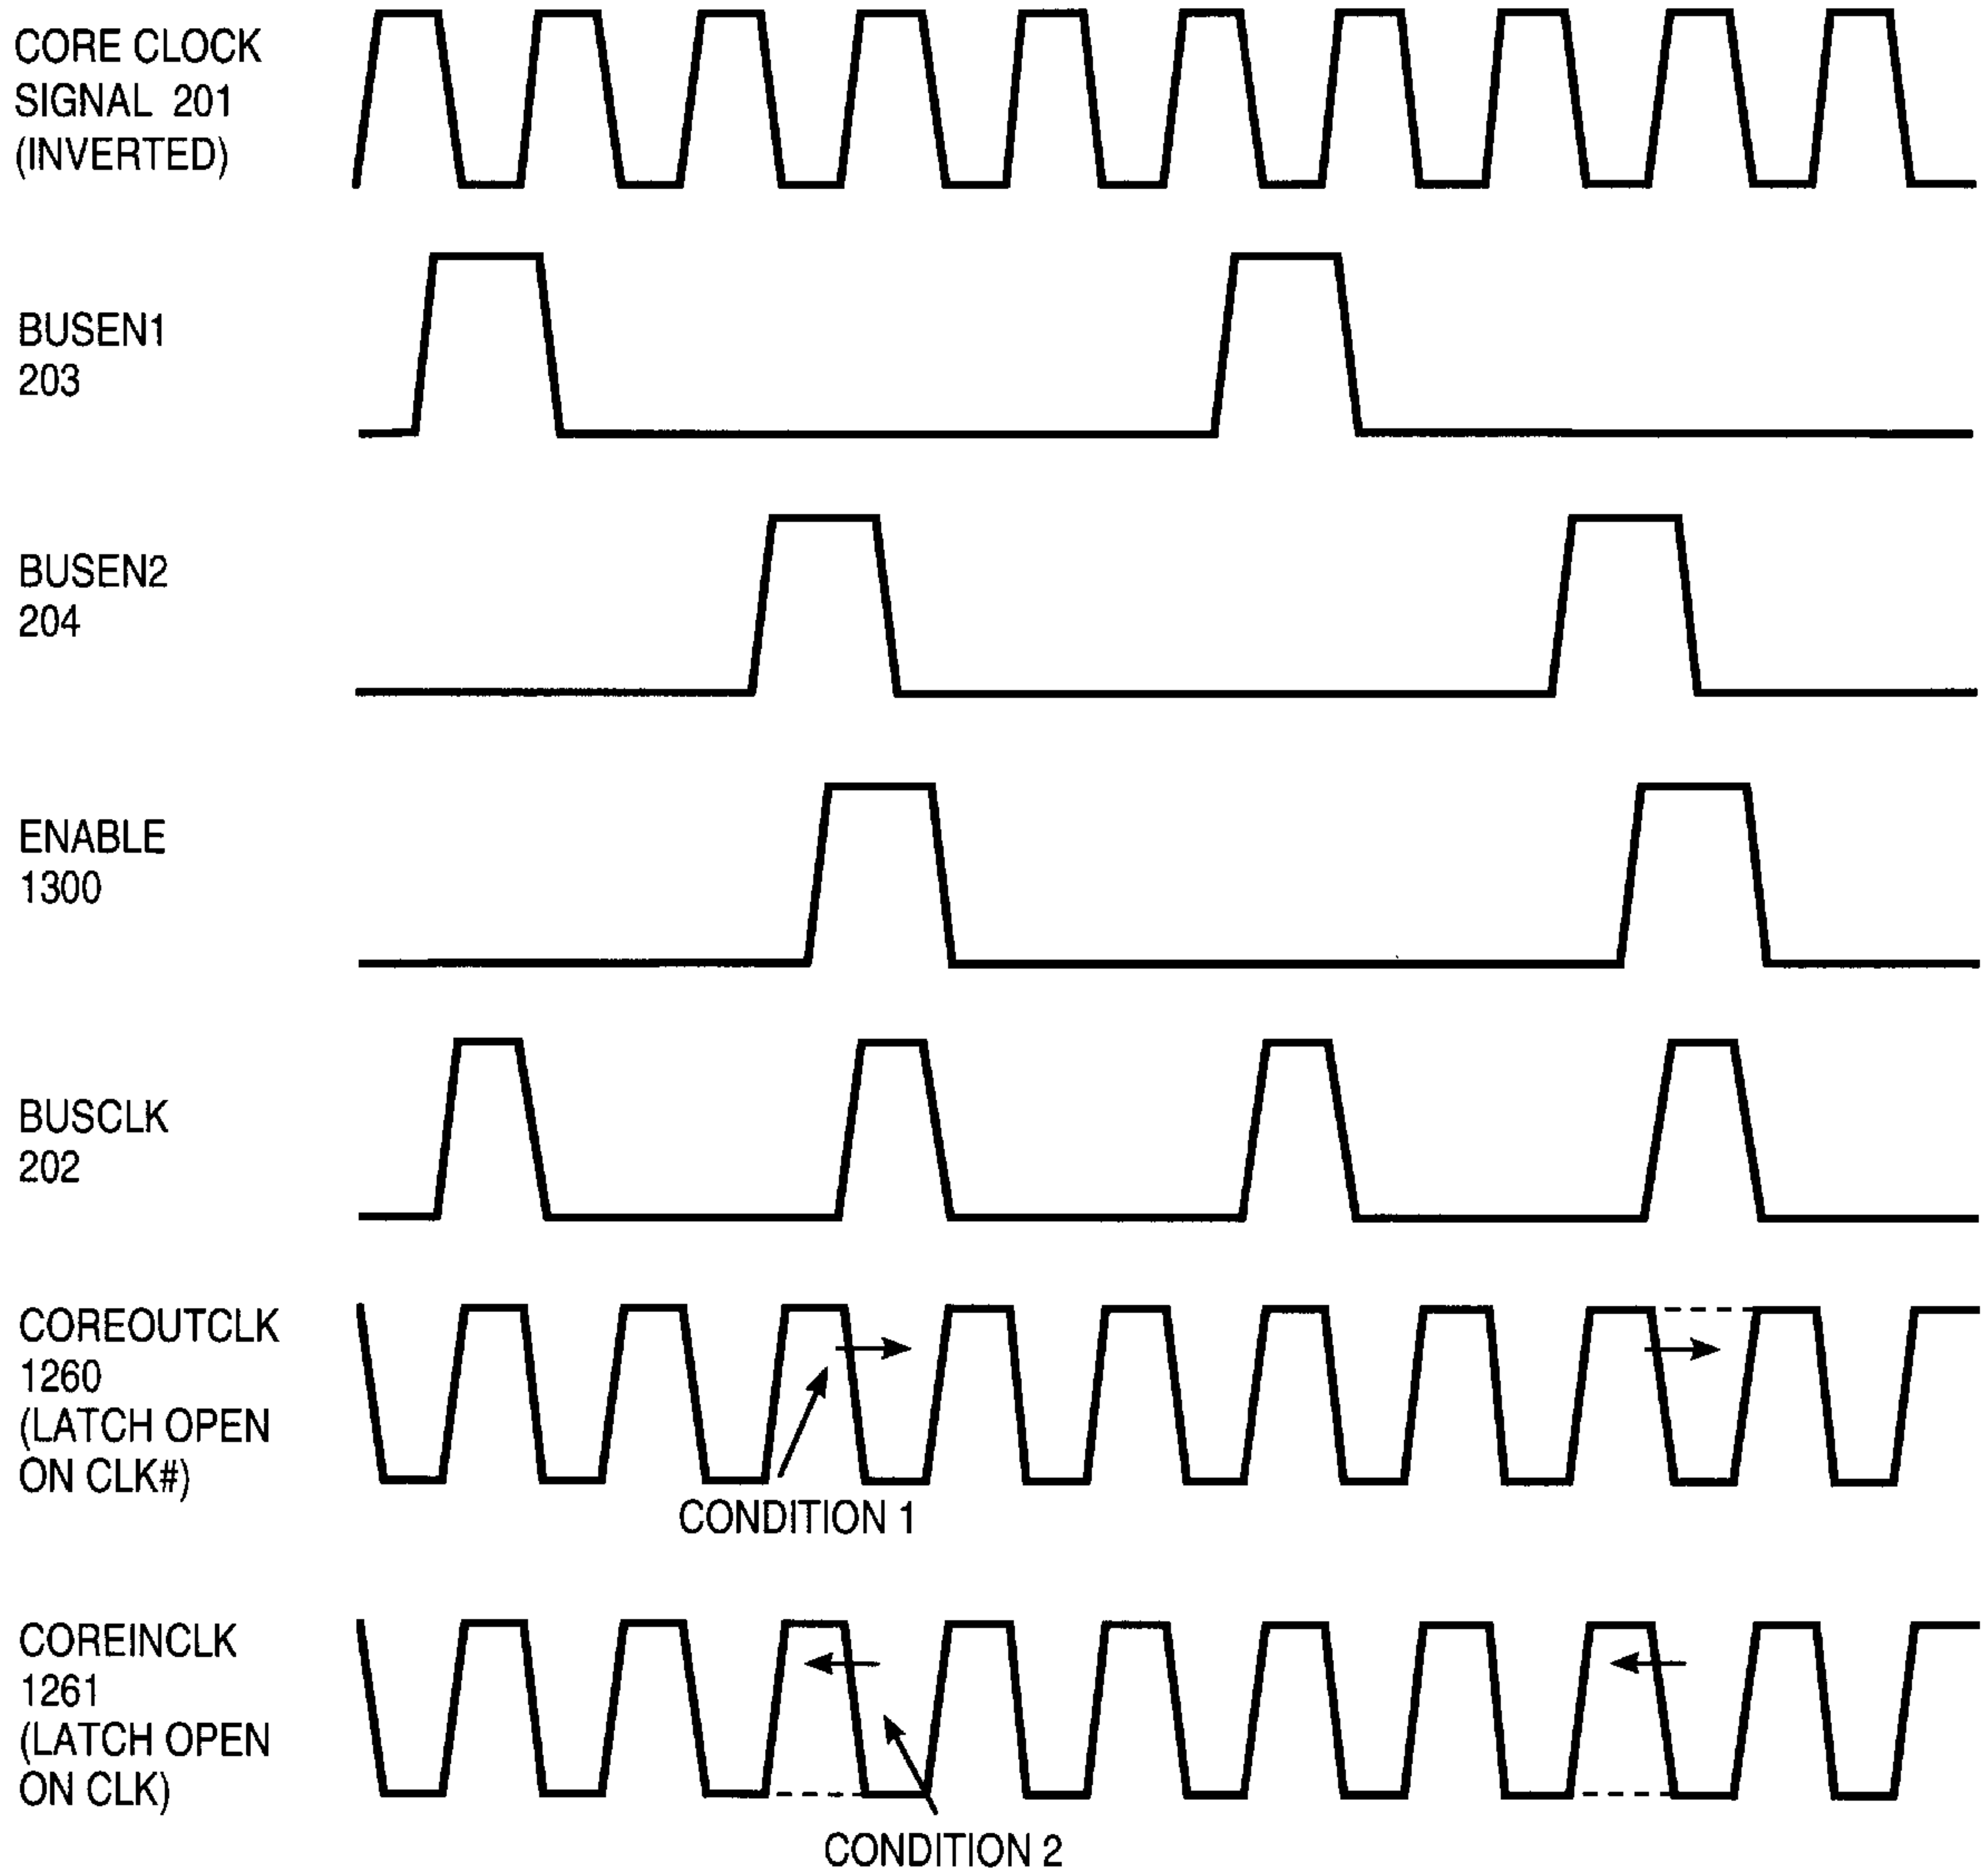 CORE CLOCK
SIGNAL 201
(INVERTED)
BUSEN1
203
BUSEN2
204
ENABLE
1300
BUSCLK
202
COREOUTCLK
1260
(LATCH OPEN
ON CLK#)
CONDITION 1
COREINCLK
1261
(LATCH OPEN
ON CLK)
CONDITION 2